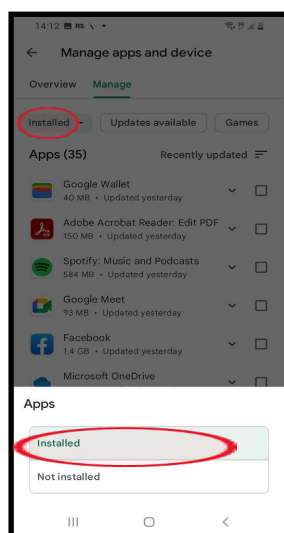 14:12
← Manage apps and device
Overview Manage
Installed Updates available Games
Apps (35) Recently updated
Google Wallet
40 MB • Updated yesterday
Adobe Acrobat Reader: Edit PDF
150 MB • Updated yesterday
Spotify: Music and Podcasts
584 MB • Updated yesterday
Google Meet
93 MB • Updated yesterday
Facebook
1.4 GB • Updated yesterday
Microsoft OneDrive
Apps
Installed
Not installed